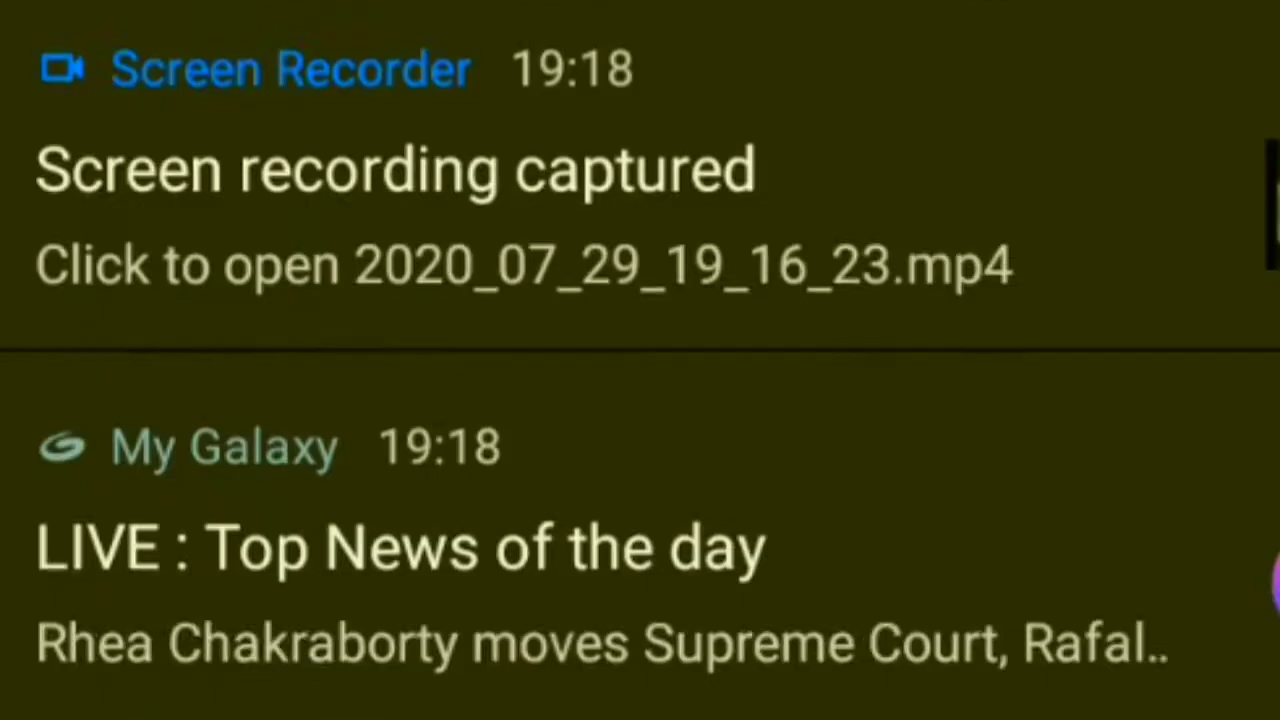 Screen Recorder 19:18
Screen recording captured
Click to open 2020_07_29_19_16_23.mp4
My Galaxy 19:18
LIVE : Top News of the day
Rhea Chakraborty moves Supreme Court, Rafal..